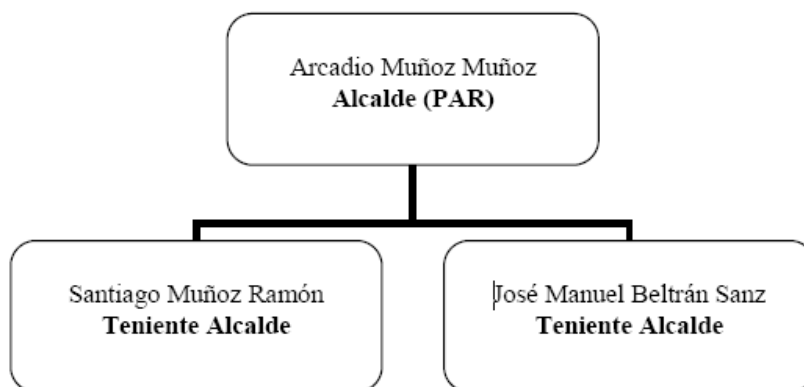 Arcadio Muñoz Muñoz
Alcalde (PAR)
Santiago Muñoz Ramón
Teniente Alcalde
José Manuel Beltrán Sanz
Teniente Alcalde